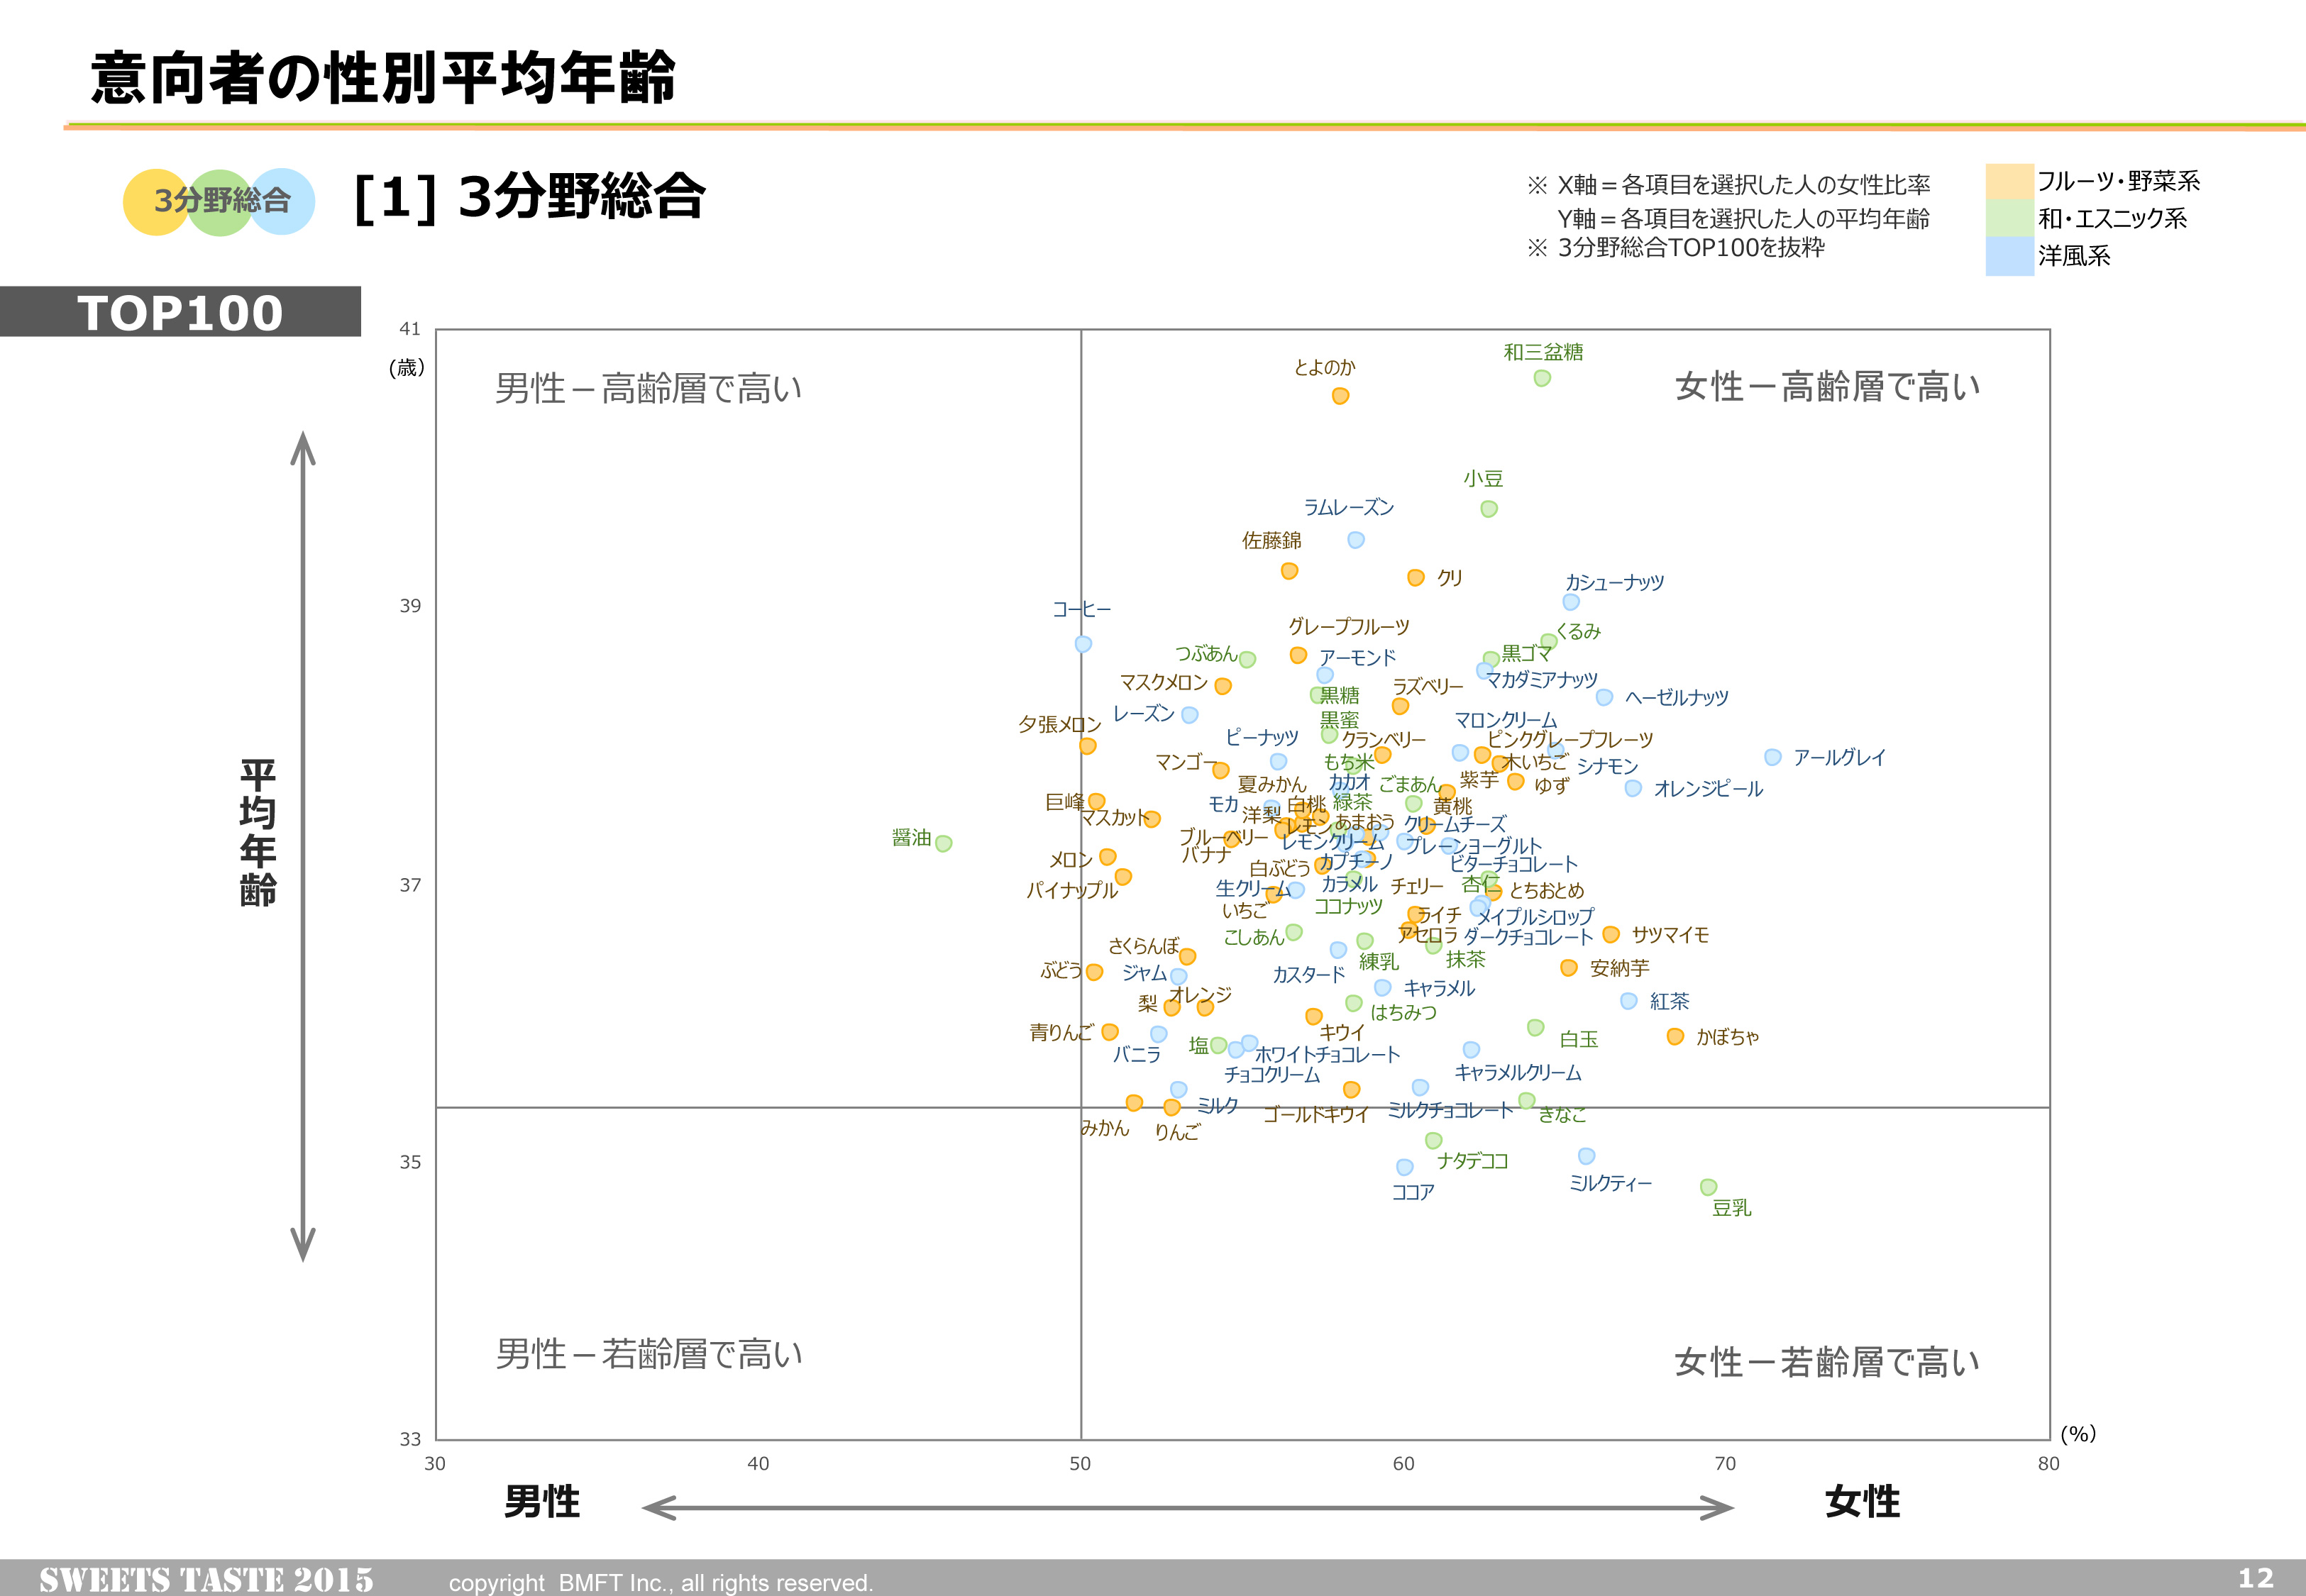 意向者の性別平均年齢
3分野総合
[1] 3分野総合
※ X軸＝各項目を選択した人の女性比率
Y軸＝各項目を選択した人の平均年齢
※ 3分野総合TOP100を抜粋
フルーツ・野菜系
和・エスニック系
洋風系
TOP100
41
(歳)
男性－高齢層で高い
女性－高齢層で高い
とよのか
和三盆糖
小豆
ラムレーズン
佐藤錦
クリ
カシューナッツ
39
コーヒー
グレープフルーツ
くるみ
つぶあん
アーモンド
黒ゴマ
マスクメロン
ラズベリー
マカダミアナッツ
黒糖
ヘーゼルナッツ
レーズン
夕張メロン
黒蜜
マロンクリーム
ピーナッツ
クランベリー
ピンクグレープフレーツ
マンゴー
もち米
木いちご
シナモン
アールグレイ
夏みかん
カカオ
ごまあん
紫芋
ゆず
オレンジピール
巨峰
モカ
白桃
緑茶
黄桃
マスカット
洋梨
レモン
あまおう
クリームチーズ
醤油
ブルーベリー
レモンクリーム
プレーンヨーグルト
バナナ
メロン
白ぶどう
カプチーノ
ビターチョコレート
37
パイナップル
生クリーム
カラメル
チェリー
杏仁
とちおとめ
いちご
ココナッツ
ライチ
メイプルシロップ
こしあん
アセロラ
ダークチョコレート
サツマイモ
さくらんぼ
練乳
抹茶
ぶどう
ジャム
カスタード
安納芋
梨
オレンジ
キャラメル
紅茶
はちみつ
青りんご
キウイ
白玉
かぼちゃ
バニラ
塩
ホワイトチョコレート
チョコクリーム
キャラメルクリーム
ミルク
ゴールドキウイ
ミルクチョコレート
きなこ
みかん
りんご
35
ナタデココ
ココア
ミルクティー
豆乳
平均年齢
男性－若齢層で高い
女性－若齢層で高い
33
(%)
30 40 50 60 70 80
男性
女性
SWEETS TASTE 2015
copyright BMFT Inc., all rights reserved.
12